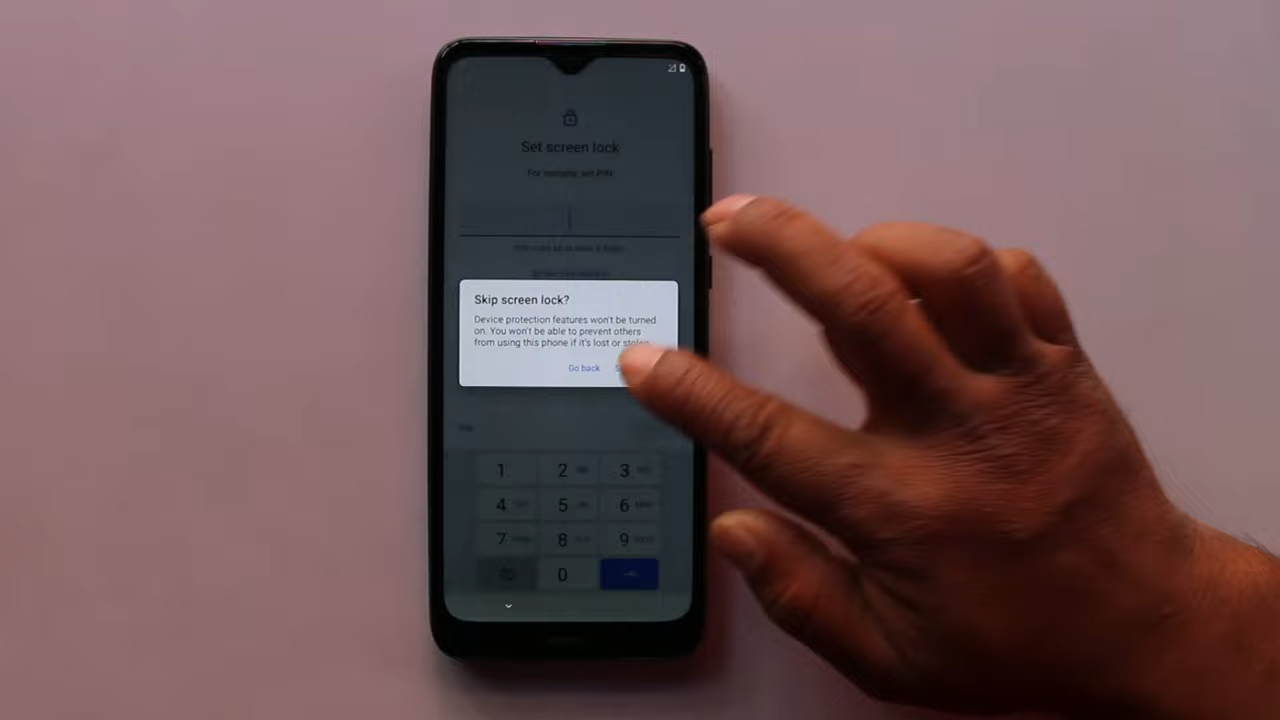 Set screen lock
For security, set PIN
Skip screen lock?
Device protection features won't be turned
on. You won't be able to prevent others
from using this phone if it's lost or stolen.
Go back
Skip
1
2
3
4
5
6
7
8
9
0